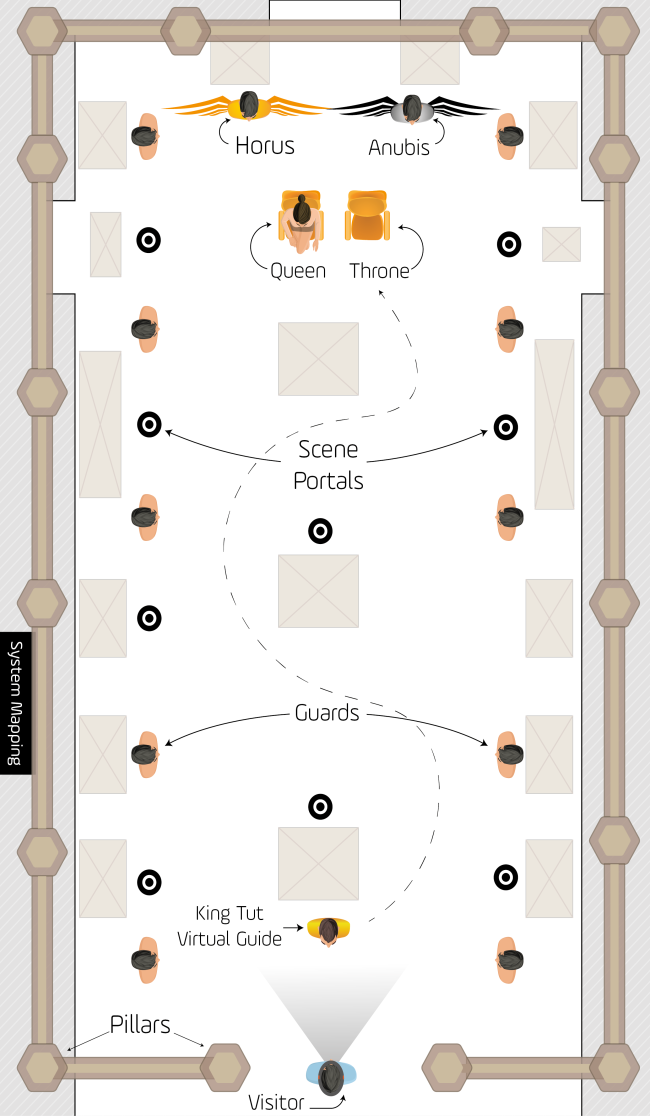 Horus
Anubis
Queen
Throne
Scene
Portals
System Mapping
Guards
King Tut
Virtual Guide
Pillars
Visitor